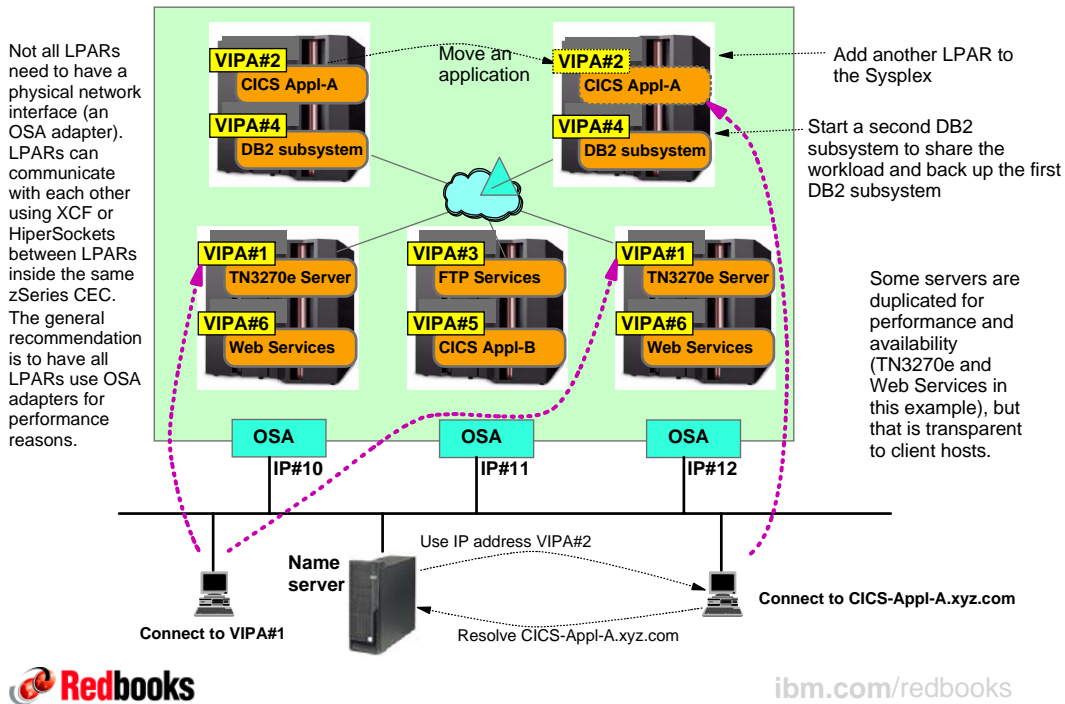 Not all LPARs
need to have a
physical network
interface (an
OSA adapter).
LPARs can
communicate
with each other
using XCF or
HiperSockets
between LPARs
inside the same
zSeries CEC.
The general
recommendation
is to have all
LPARs use OSA
adapters for
performance
reasons.
VIPA#2
CICS Appl-A
VIPA#4
DB2 subsystem
Move an
application
VIPA#2
CICS Appl-A
VIPA#4
DB2 subsystem
Add another LPAR to
the Sysplex
Start a second DB2
subsystem to share the
workload and back up the first
DB2 subsystem
VIPA#1
TN3270e Server
VIPA#6
Web Services
VIPA#3
FTP Services
VIPA#5
CICS Appl-B
VIPA#1
TN3270e Server
VIPA#6
Web Services
Some servers are
duplicated for
performance and
availability
(TN3270e and
Web Services in
this example), but
that is transparent
to client hosts.
OSA
OSA
OSA
IP#10
IP#11
IP#12
Name
server
Use IP address VIPA#2
Connect to VIPA#1
Resolve CICS-Appl-A.xyz.com
Connect to CICS-Appl-A.xyz.com
Redbooks
ibm.com/redbooks